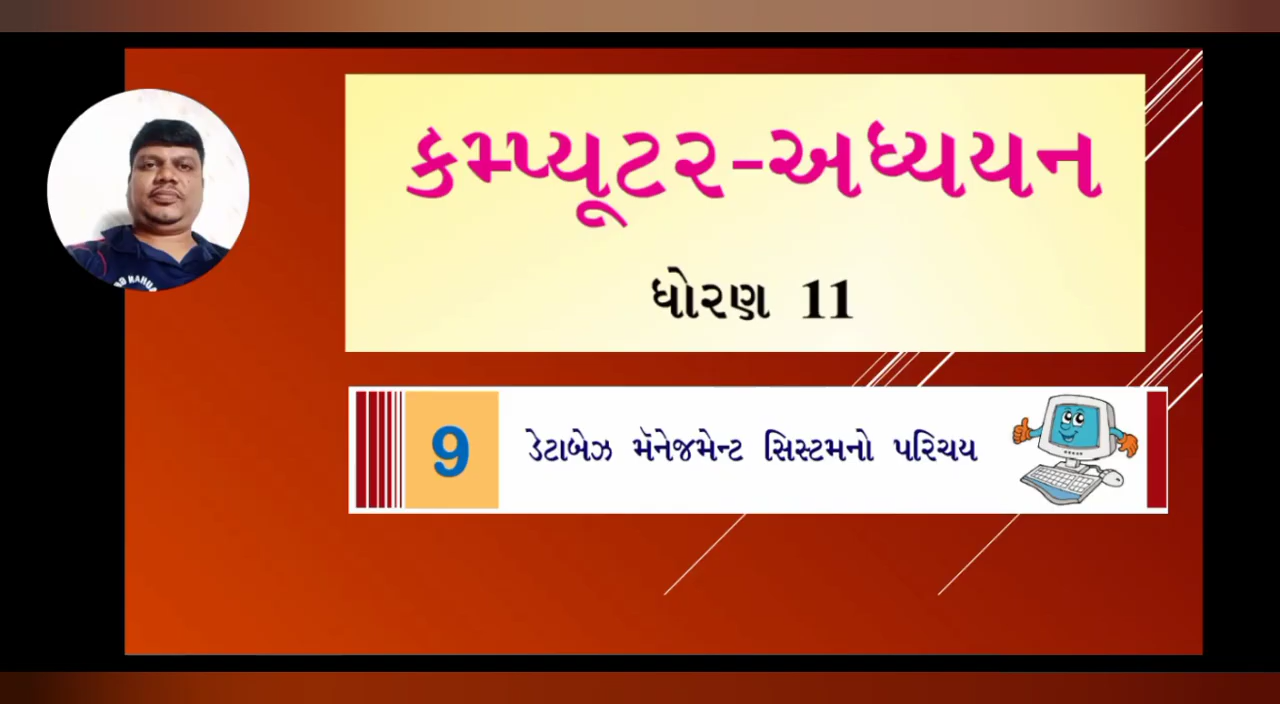 કમ્પ્યૂટર-અધ્યયન
ધોરણ 11
9 ડેટાબેઝ મૅનેજમેન્ટ સિસ્ટમનો પરિચય